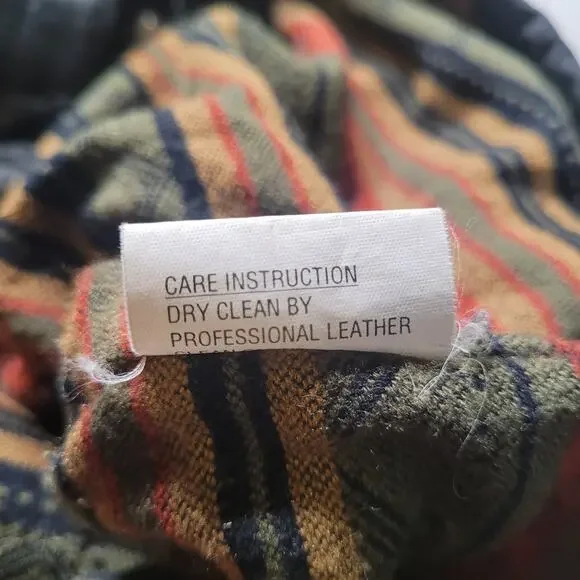 CARE INSTRUCTION
DRY CLEAN BY
PROFESSIONAL LEATHER